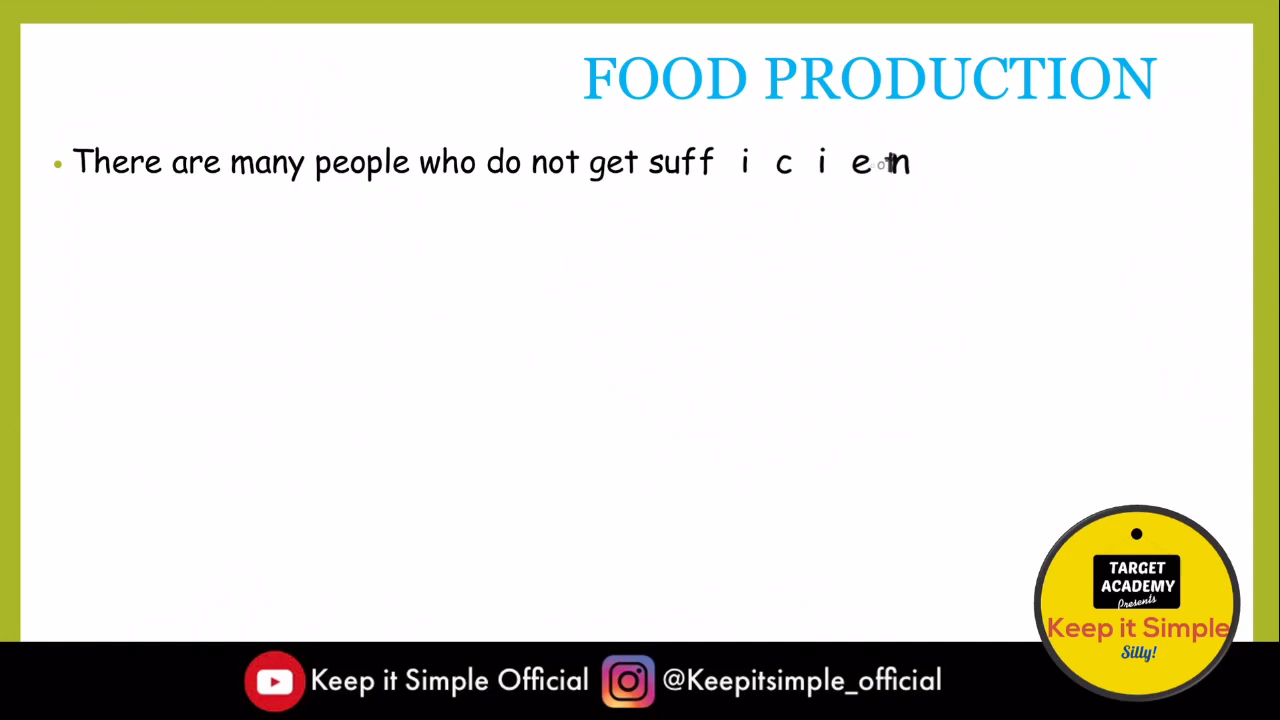 FOOD PRODUCTION
• There are many people who do not get suff i c i e n
TARGET
ACADEMY
Presents
Keep it Simple
Silly!
Keep it Simple Official @Keepitsimple_official